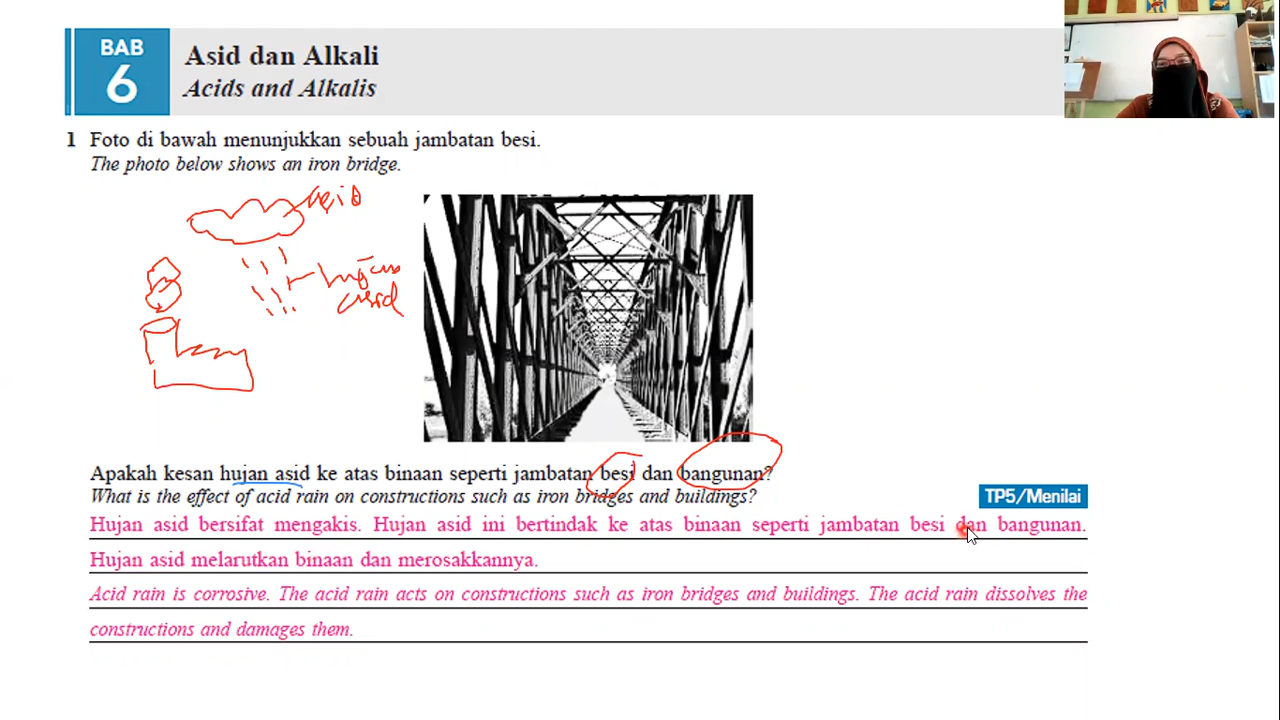 BAB
6
Asid dan Alkali
Acids and Alkalis
1 Foto di bawah menunjukkan sebuah jambatan besi.
The photo below shows an iron bridge.
asid
hujan
asid
Apakah kesan hujan asid ke atas binaan seperti jambatan besi dan bangunan?
What is the effect of acid rain on constructions such as iron bridges and buildings?
TP5/Menilai
Hujan asid bersifat mengakis. Hujan asid ini bertindak ke atas binaan seperti jambatan besi dan bangunan.
Hujan asid melarutkan binaan dan merosakkannya.
Acid rain is corrosive. The acid rain acts on constructions such as iron bridges and buildings. The acid rain dissolves the
constructions and damages them.